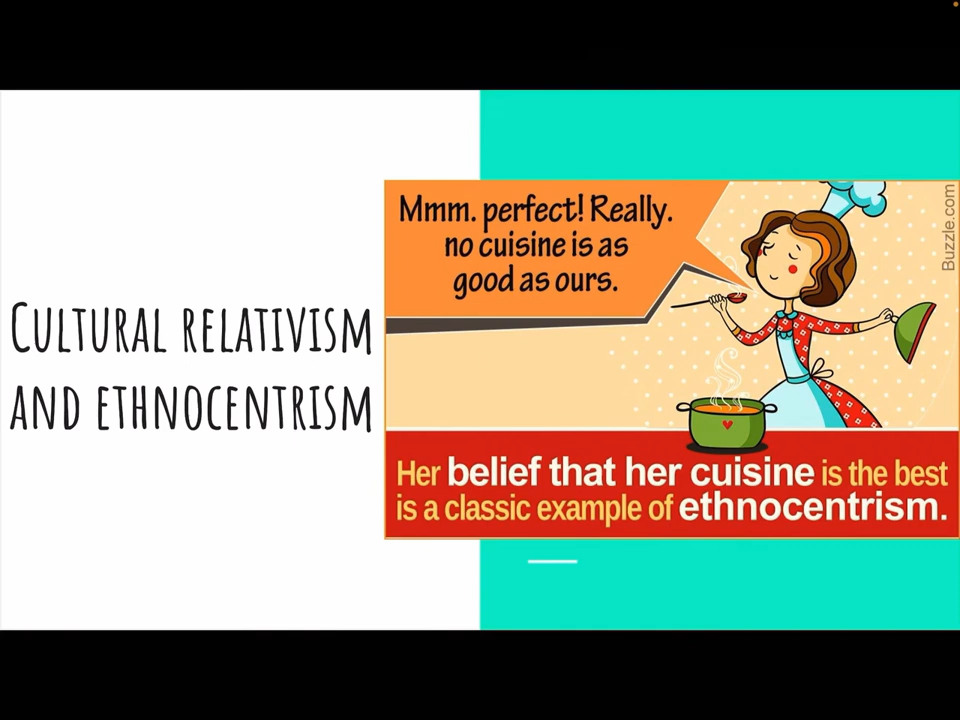 Cultural relativism
and ethnocentrism
Mmm. perfect! Really.
no cuisine is as
good as ours.
Buzzle.com
Her belief that her cuisine is the best
is a classic example of ethnocentrism.